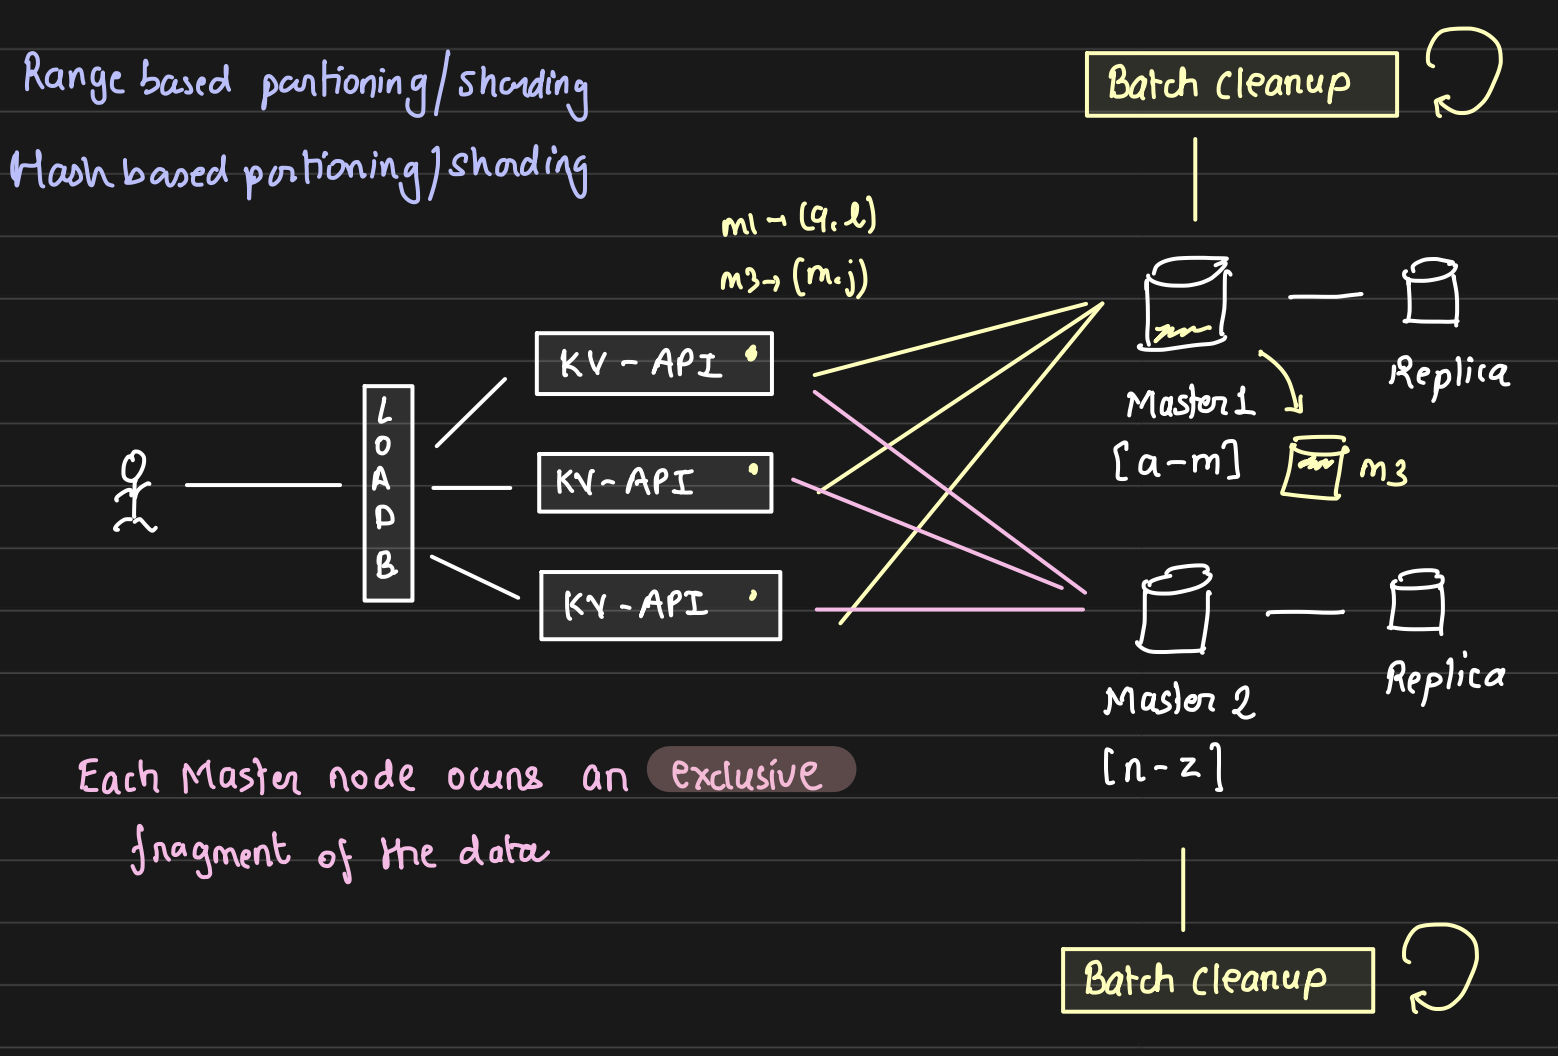 Range based partioning/sharding
Hash based partioning/sharding
Batch cleanup
m1 → (a, l)
m3 → (m, j)
KV - API
KV - API
KV - API
LOAD B
Master 1
[a - m]
Replica
m3
Master 2
[n - z]
Replica
Each Master node owns an exclusive
fragment of the data
Batch cleanup